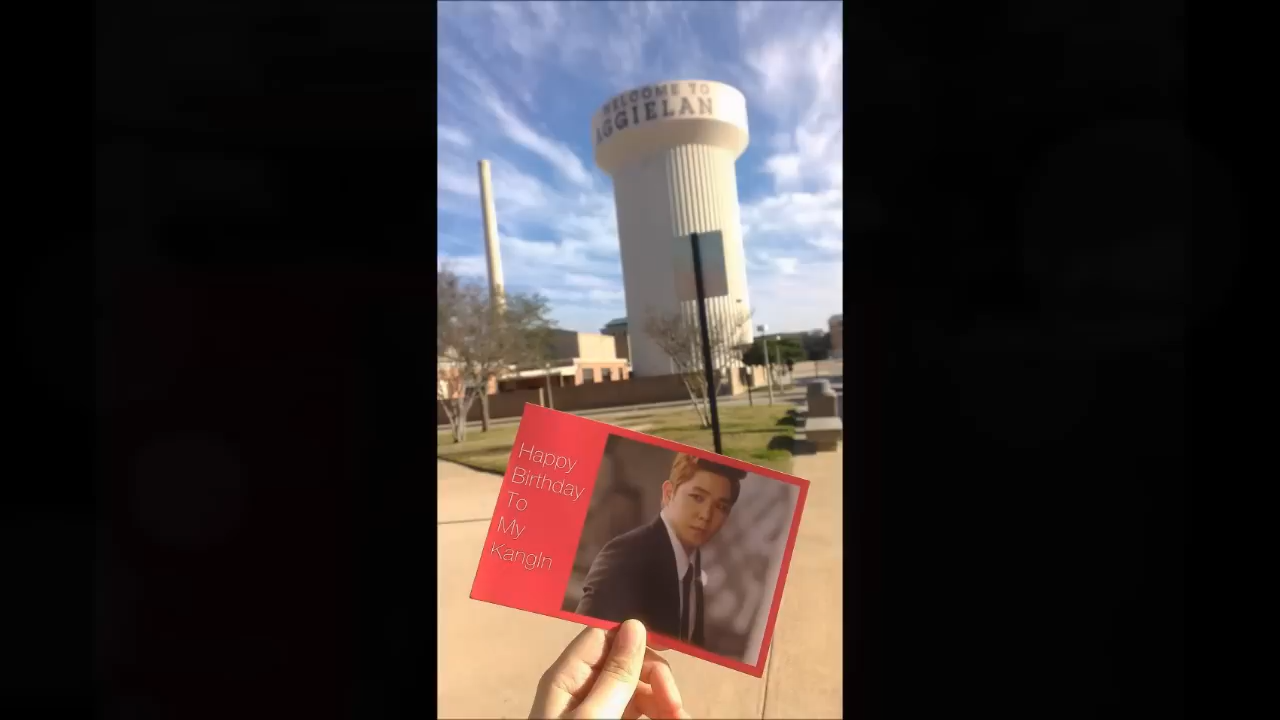 WELCOME TO
AGGIELAN
Happy
Birthday
To
My
KangIn